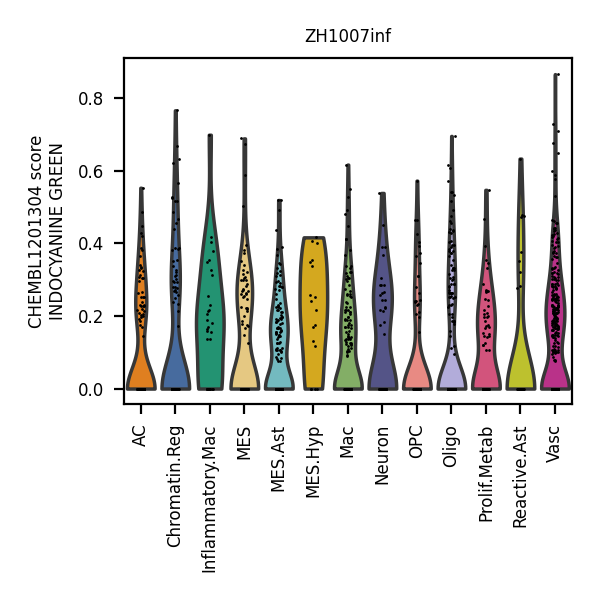 ZH1007inf
CHEMBL1201304 score
INDOCYANINE GREEN
0.8
0.6
0.4
0.2
0.0
AC
Chromatin.Reg
Inflammatory.Mac
MES
MES.Ast
MES.Hyp
Mac
Neuron
OPC
Oligo
Prolif.Metab
Reactive.Ast
Vasc